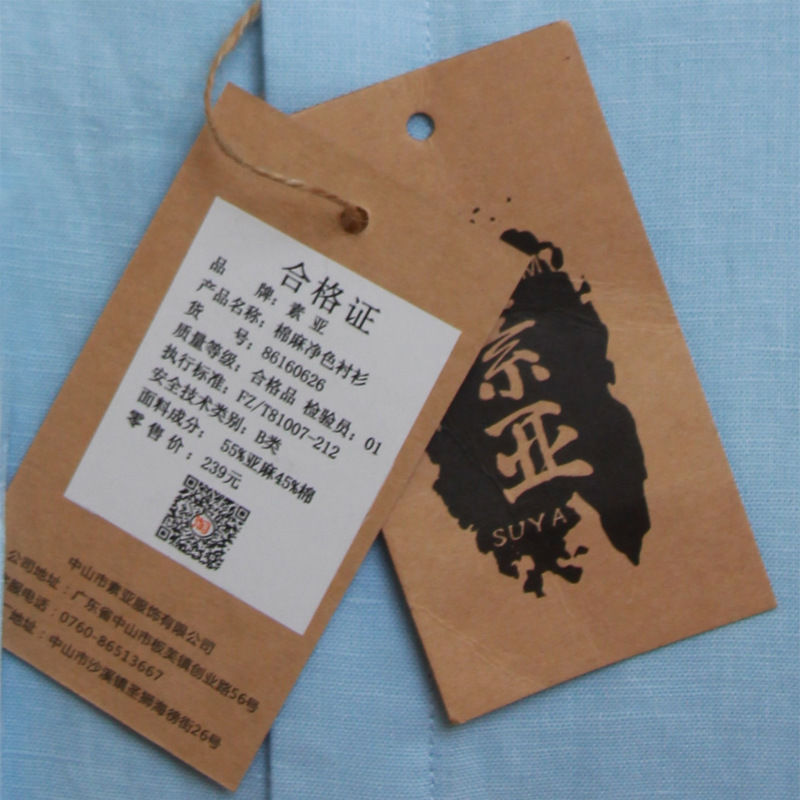 合格证
品 牌：素 亚
产品名称：棉麻净色衬衫
货 号：86160626
质量等级：合格品 检验员：01
执行标准：FZ/T81007-212
安全技术类别：B类
面料成分：55%亚麻45%棉
零 售 价：239元
中山市素亚服饰有限公司
公司地址：广东省中山市板芙镇创业路56号
服电话：0760-86513667
地址：中山市沙溪镇圣狮海傍街26号
素
亚
SUYA